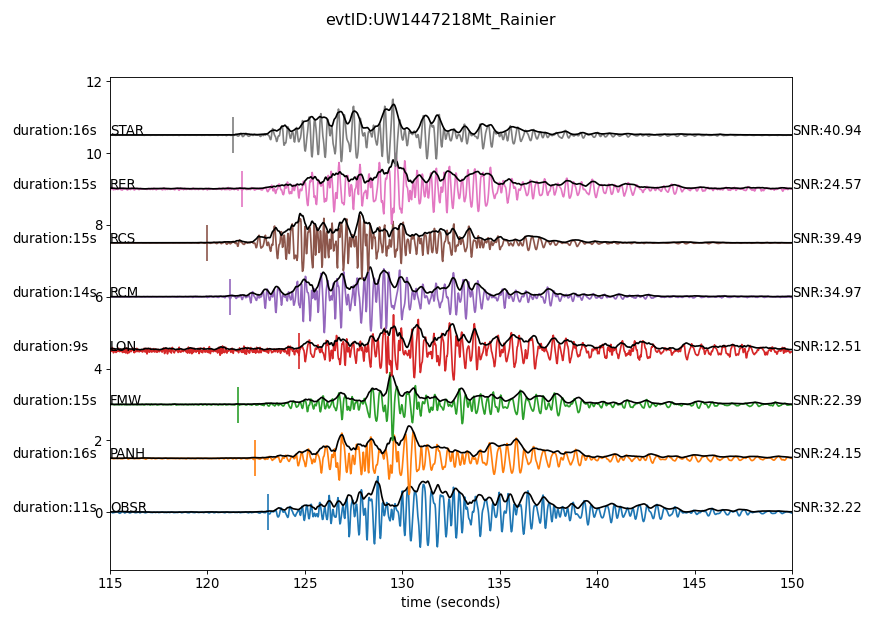 evtID:UW1447218Mt_Rainier
12
duration:16s STAR SNR:40.94
10
duration:15s RER SNR:24.57
8
duration:15s RCS SNR:39.49
duration:14s RCM SNR:34.97
6
duration:9s LON SNR:12.51
4
duration:15s FMW SNR:22.39
2
duration:16s PANH SNR:24.15
duration:11s OBSR SNR:32.22
0
115 120 125 130 135 140 145 150
time (seconds)